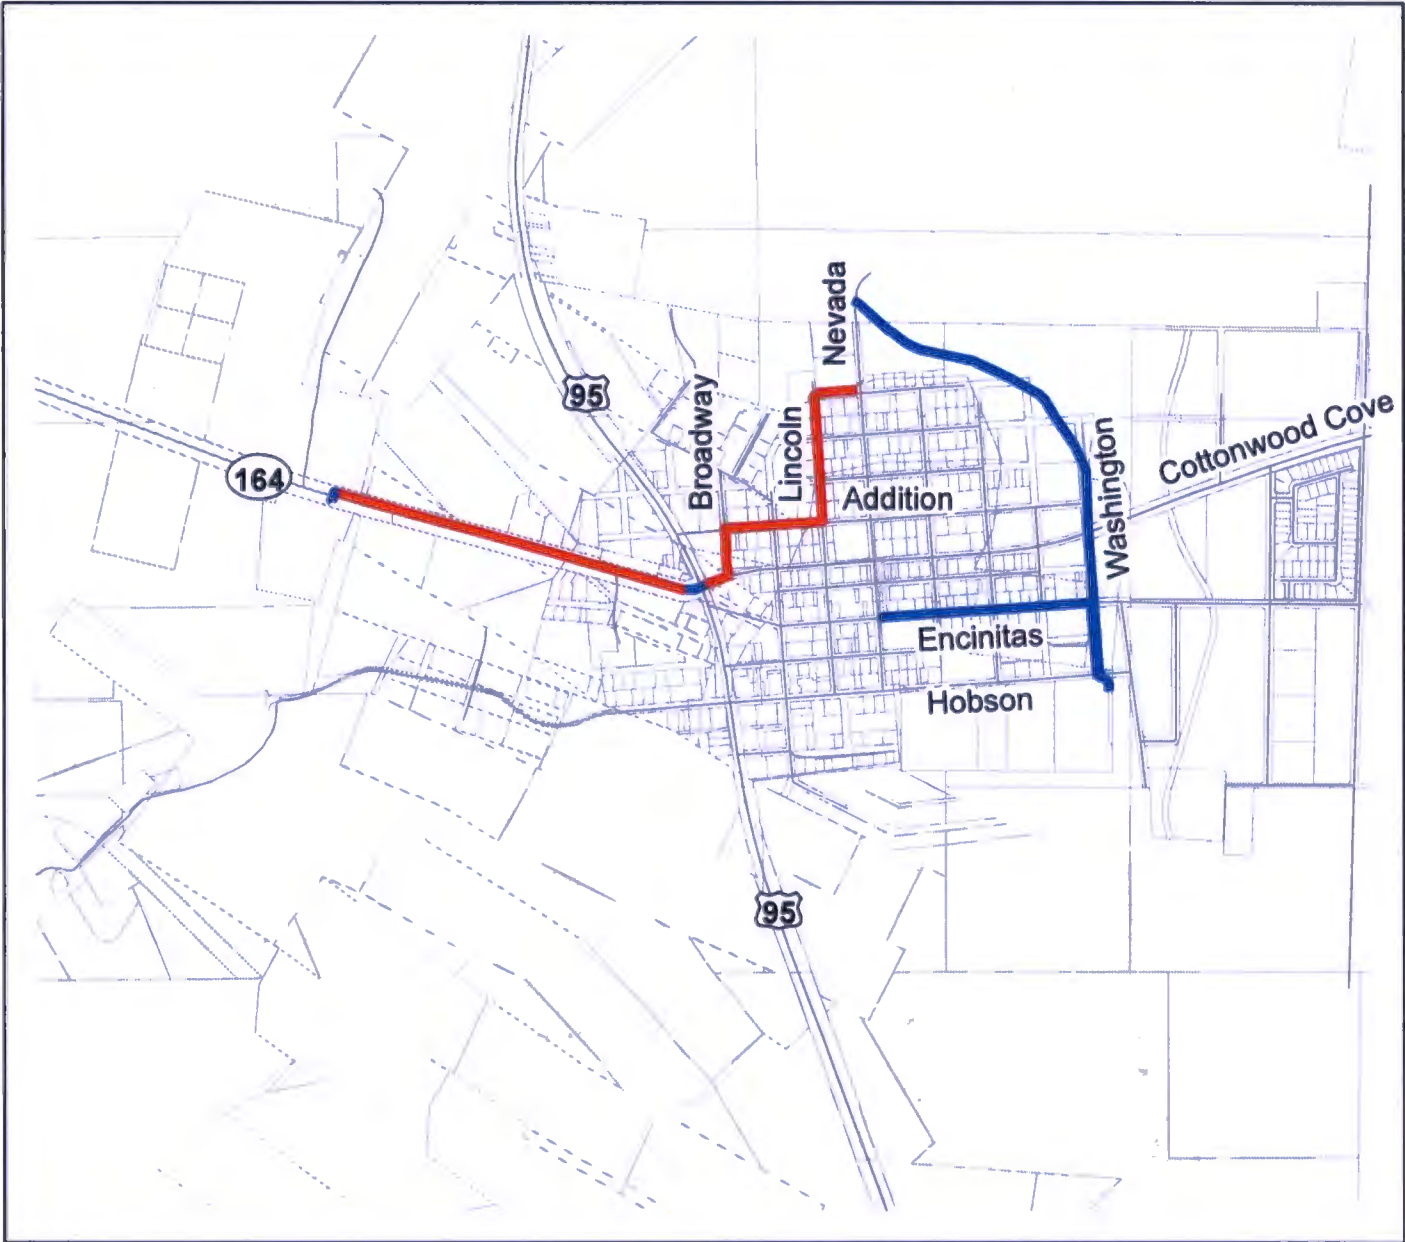 Nevada
95
Broadway
Lincoln
Cottonwood Cove
Washington
164
Addition
Encinitas
Hobson
95